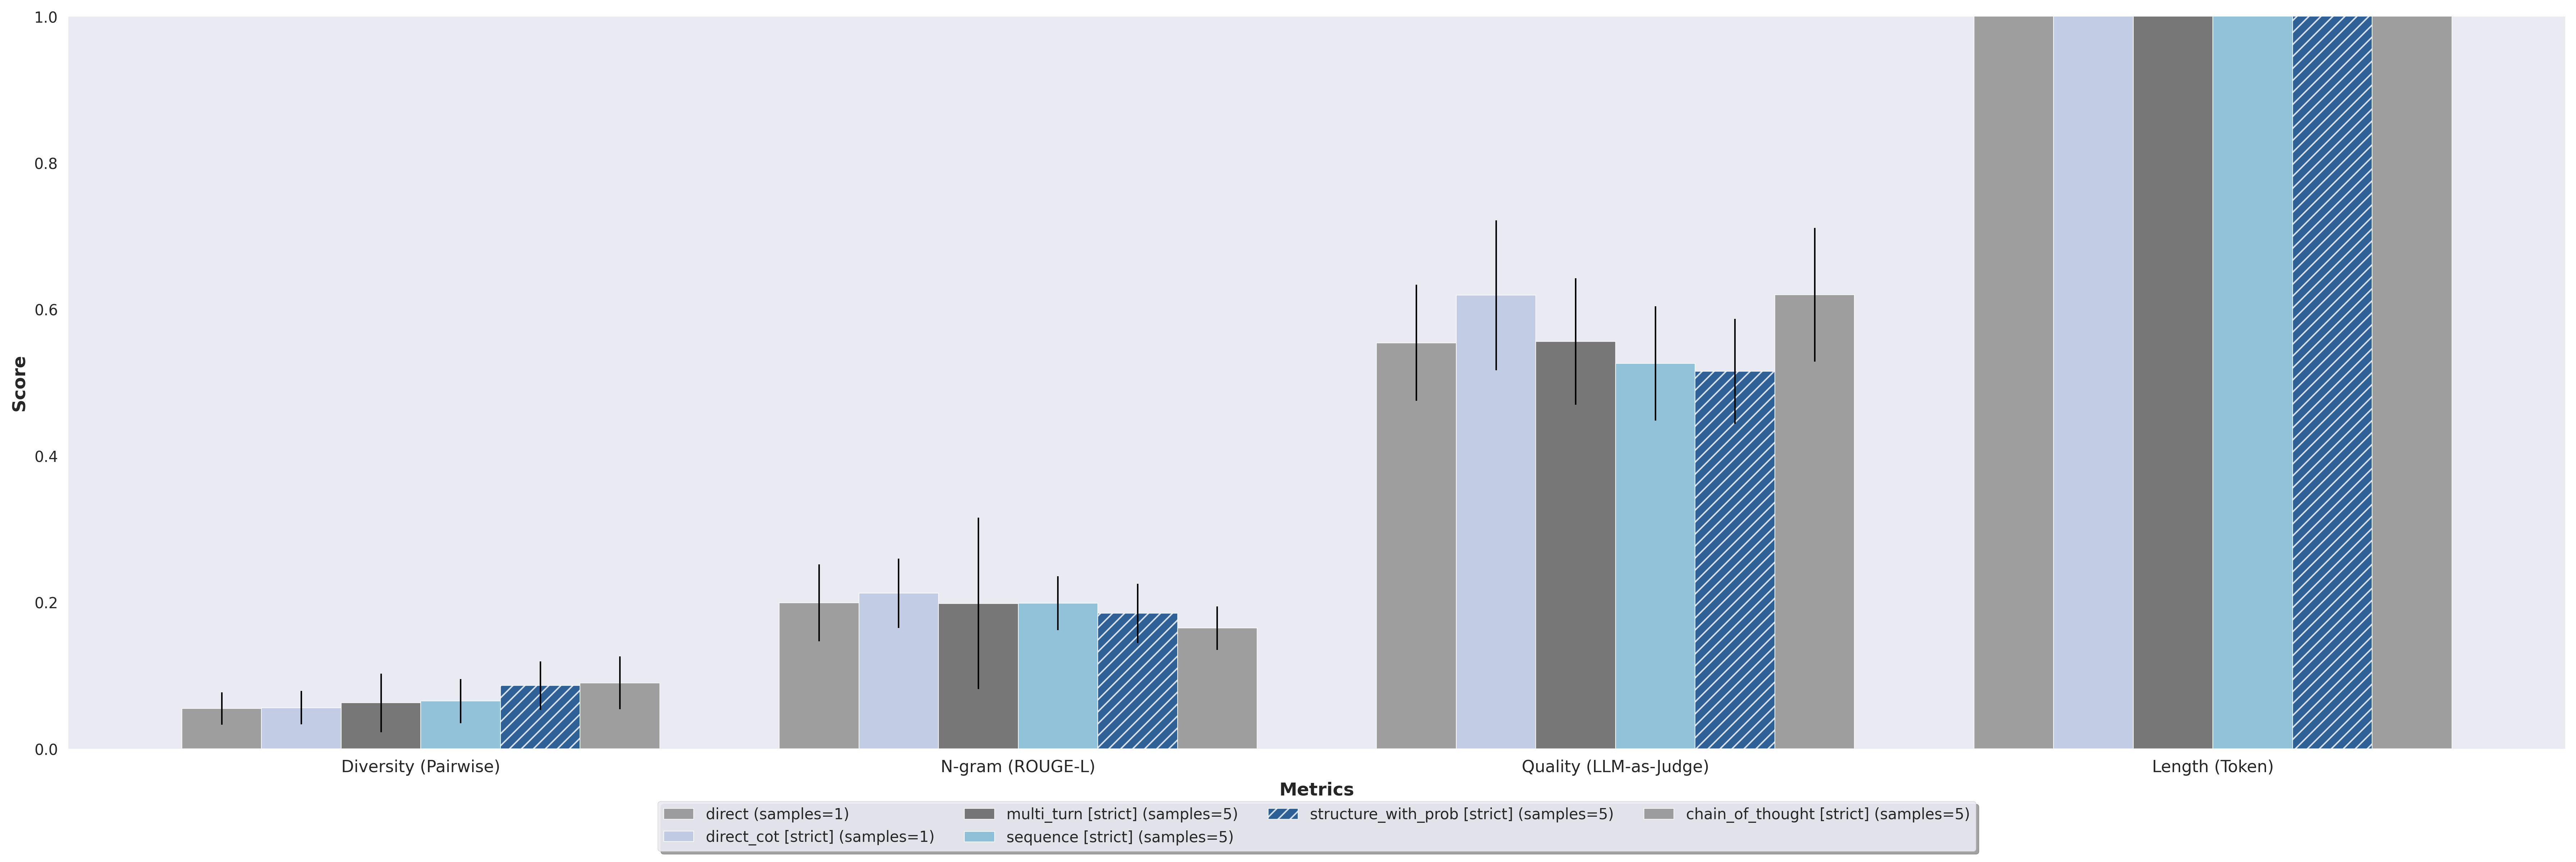 1.0
0.8
0.6
0.4
0.2
0.0
Score
Diversity (Pairwise)
N-gram (ROUGE-L)
Quality (LLM-as-Judge)
Length (Token)
Metrics
direct (samples=1)
direct_cot [strict] (samples=1)
multi_turn [strict] (samples=5)
sequence [strict] (samples=5)
structure_with_prob [strict] (samples=5)
chain_of_thought [strict] (samples=5)